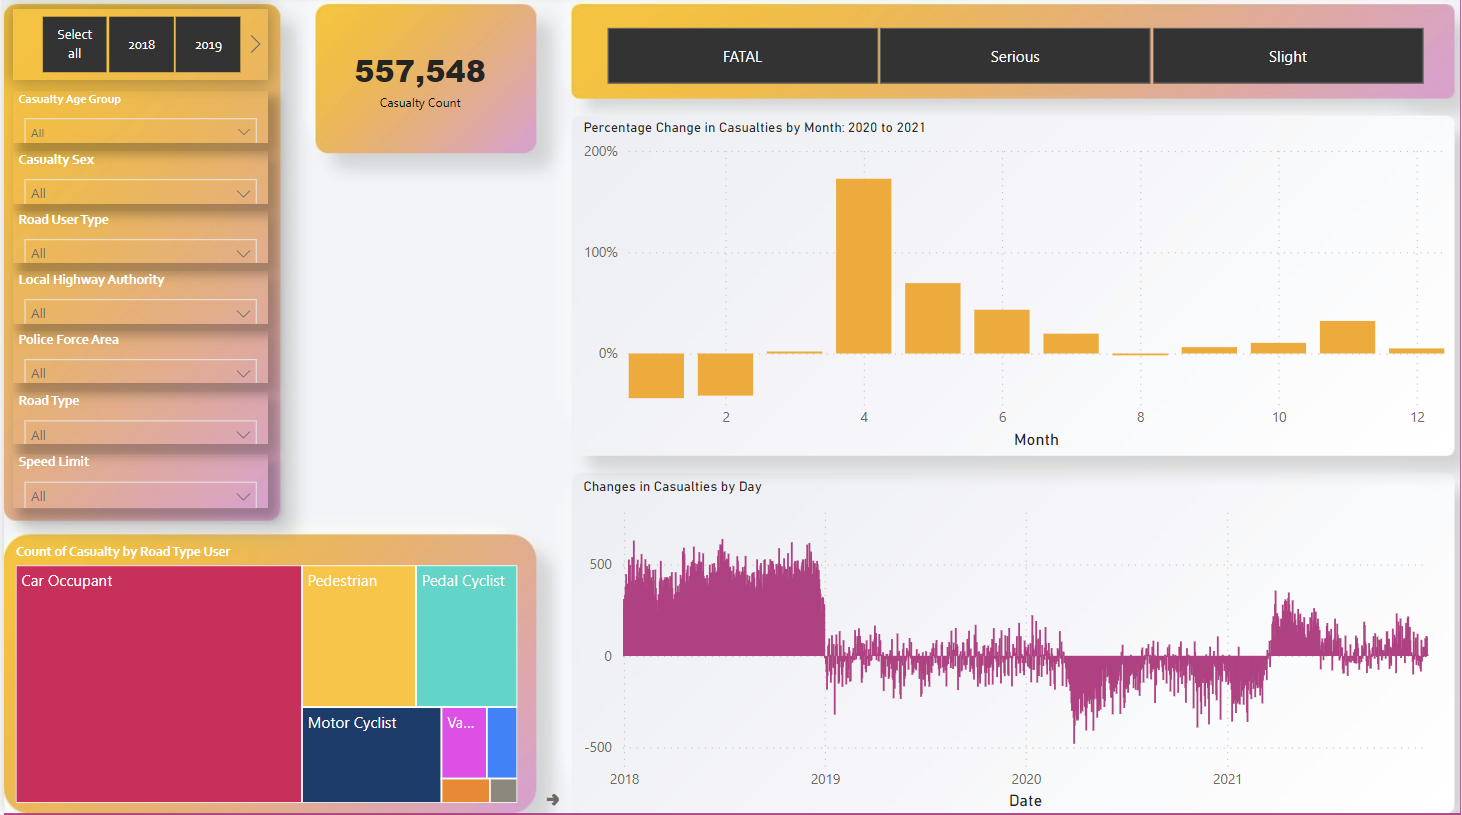 Select
all
2018
2019
Casualty Age Group
All
Casualty Sex
All
Road User Type
All
Local Highway Authority
All
Police Force Area
All
Road Type
All
Speed Limit
All
557,548
Casualty Count
FATAL
Serious
Slight
Percentage Change in Casualties by Month: 2020 to 2021
200%
100%
0%
2 4 6 8 10 12
Month
Count of Casualty by Road Type User
Car Occupant
Pedestrian
Pedal Cyclist
Motor Cyclist
Va...
Changes in Casualties by Day
500
0
-500
2018 2019 2020 2021
Date